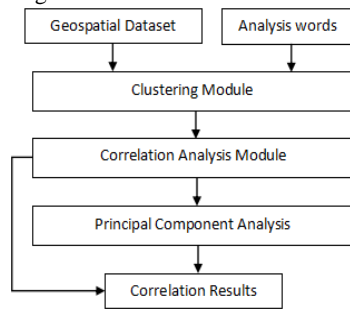 Geospatial Dataset
Analysis words
Clustering Module
Correlation Analysis Module
Principal Component Analysis
Correlation Results